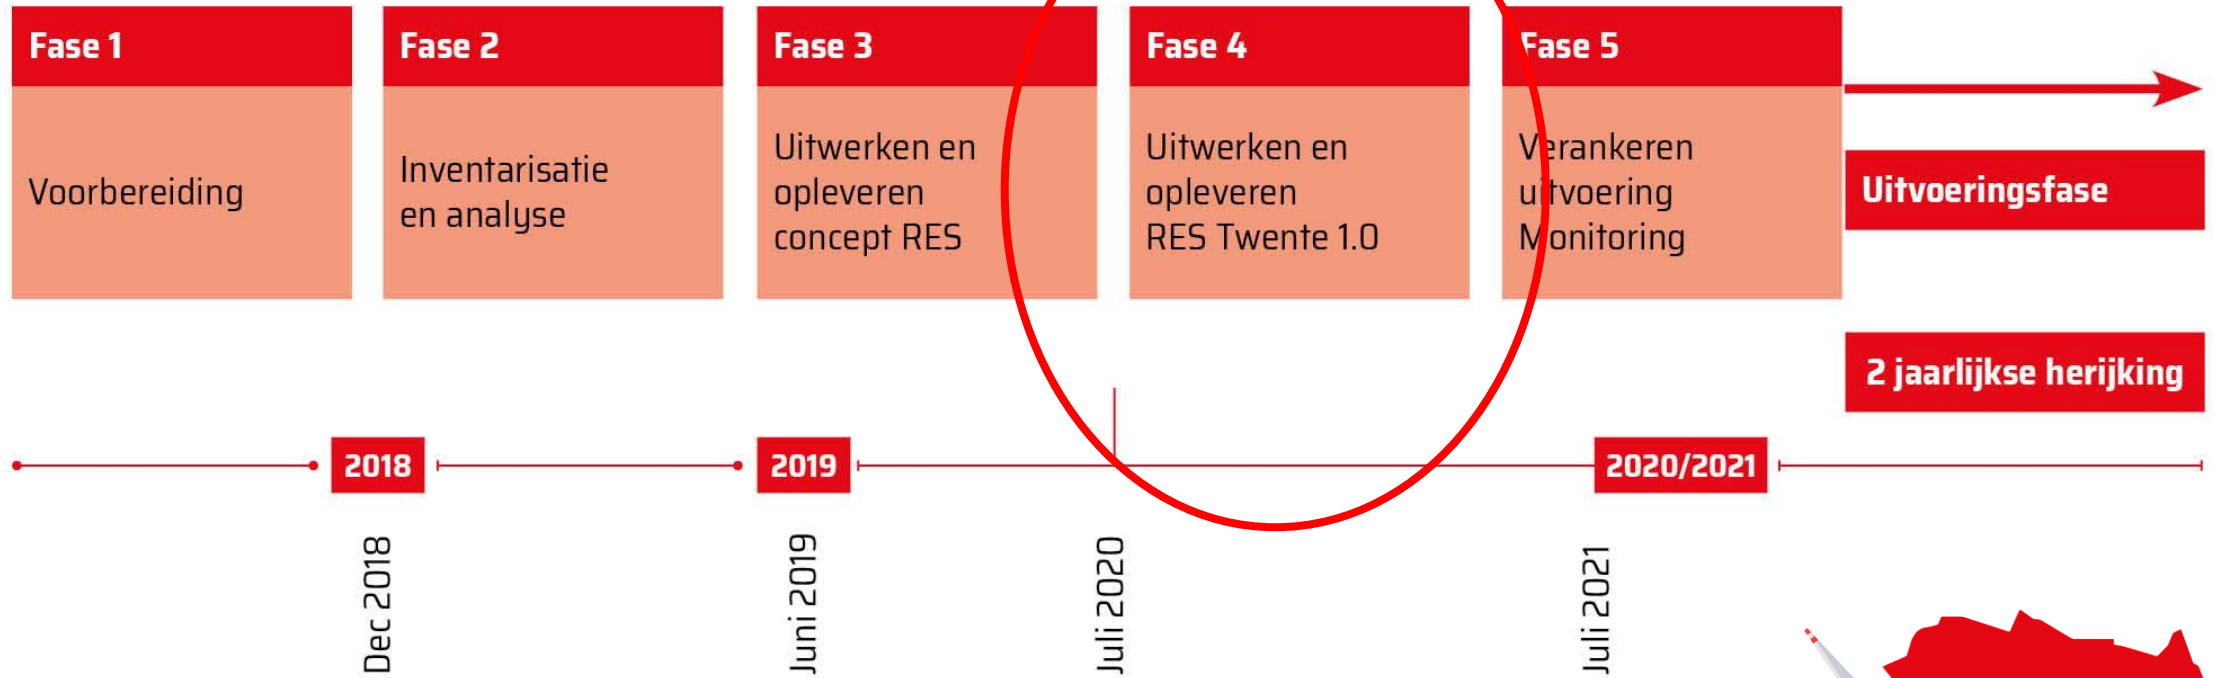 Fase 1
Voorbereiding
Fase 2
Inventarisatie
en analyse
Fase 3
Uitwerken en
opleveren
concept RES
Fase 4
Uitwerken en
opleveren
RES Twente 1.0
Fase 5
Verankeren
uitvoering
Monitoring
Uitvoeringsfase
2 jaarlijkse herijking
2018
2019
2020/2021
Dec 2018
Juni 2019
Juli 2020
Juli 2021